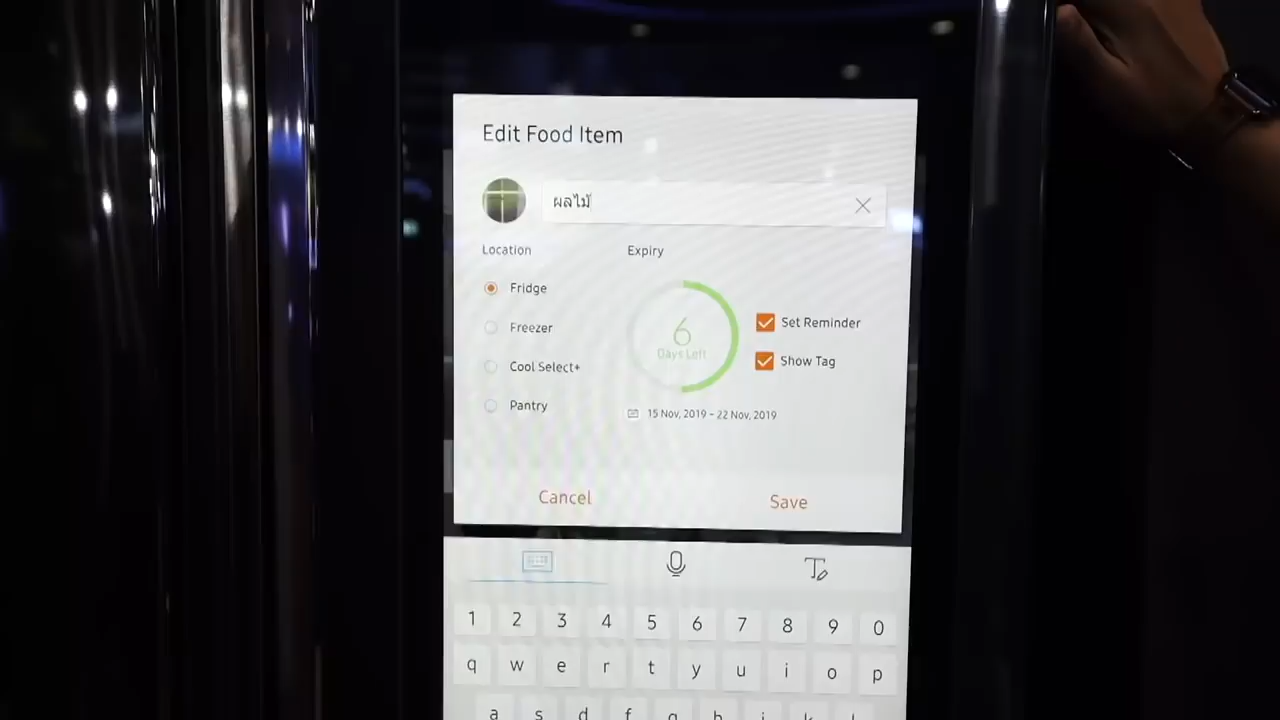 Edit Food Item
ผลไม้
Location
Expiry
Fridge
Freezer
Cool Select+
Pantry
6
Days Left
Set Reminder
Show Tag
15 Nov, 2019 - 22 Nov, 2019
Cancel
Save
1 2 3 4 5 6 7 8 9 0
q w e r t y u i o p
a s d f g h j k l